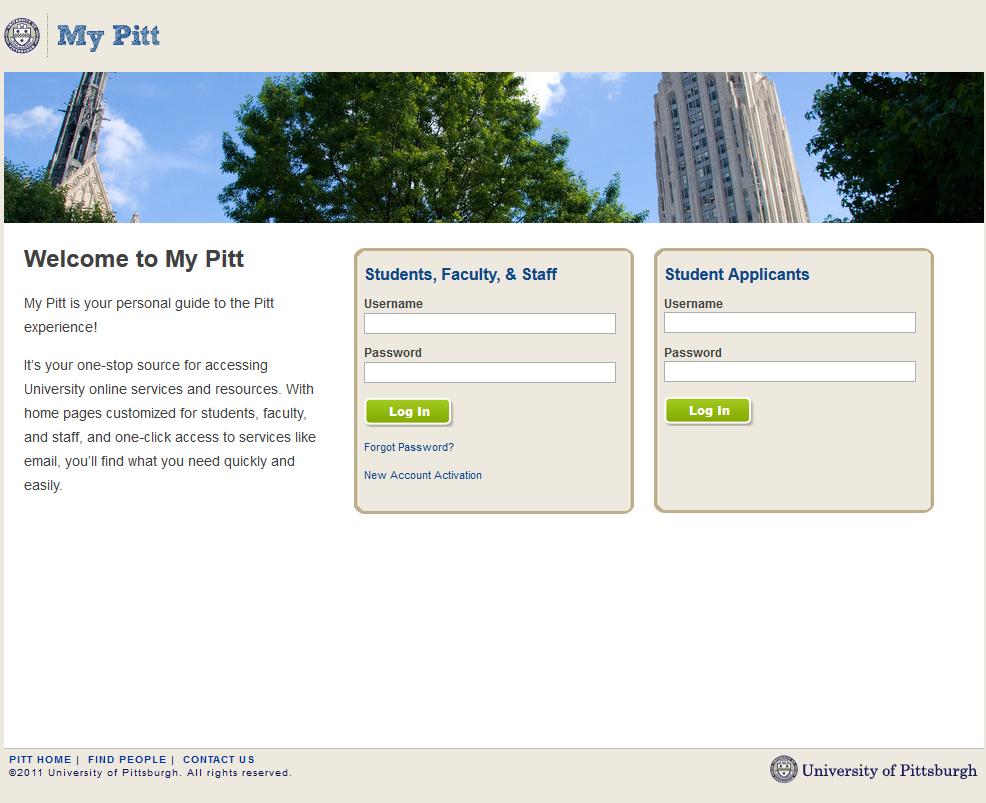 My Pitt
Welcome to My Pitt
My Pitt is your personal guide to the Pitt
experience!
It's your one-stop source for accessing
University online services and resources. With
home pages customized for students, faculty,
and staff, and one-click access to services like
email, you'll find what you need quickly and
easily.
Students, Faculty, & Staff
Username
Password
Log In
Forgot Password?
New Account Activation
Student Applicants
Username
Password
Log In
PITT HOME | FIND PEOPLE | CONTACT US
©2011 University of Pittsburgh. All rights reserved.
University of Pittsburgh